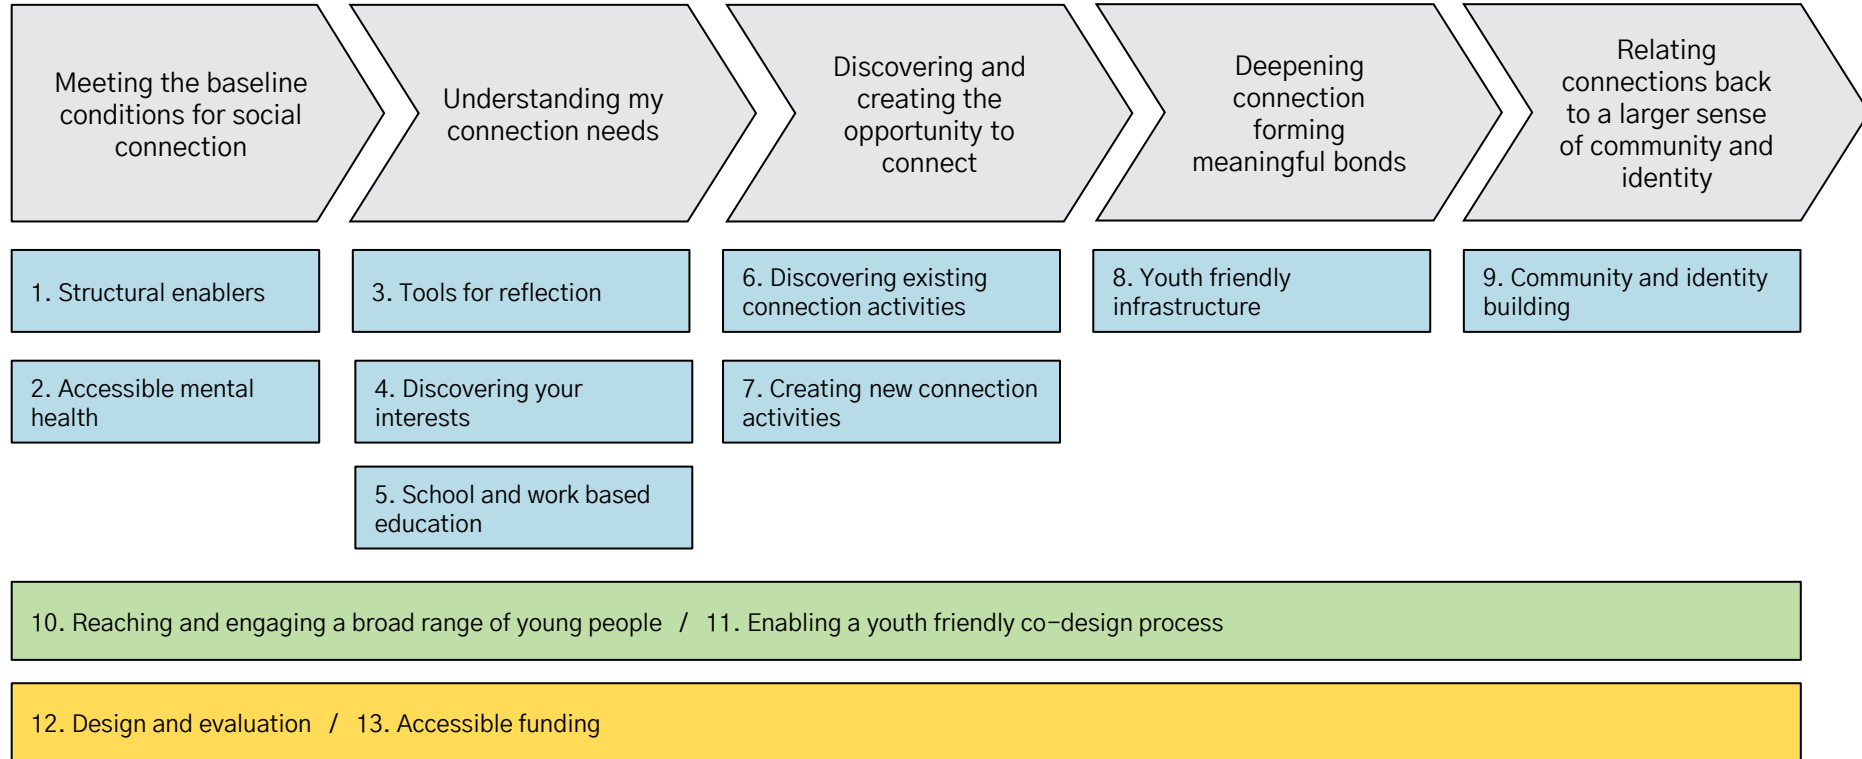 Meeting the baseline
conditions for social
connection
Understanding my
connection needs
Discovering and
creating the
opportunity to
connect
Deepening
connection
forming
meaningful bonds
Relating
connections back
to a larger sense
of community and
identity
1. Structural enablers
2. Accessible mental
health
3. Tools for reflection
4. Discovering your
interests
5. School and work based
education
6. Discovering existing
connection activities
7. Creating new connection
activities
8. Youth friendly
infrastructure
9. Community and identity
building
10. Reaching and engaging a broad range of young people / 11. Enabling a youth friendly co-design process
12. Design and evaluation / 13. Accessible funding